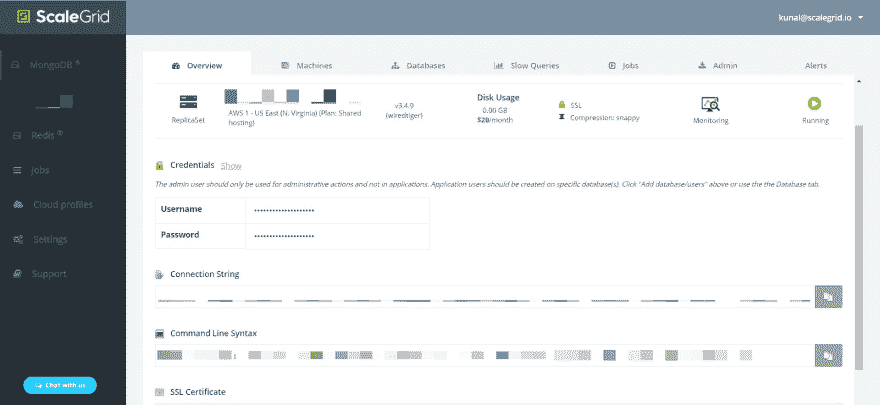 ScaleGrid
kunal@scalegrid.io
MongoDB
Redis
Jobs
Cloud profiles
Settings
Support
Chat with us
Overview
Machines
Databases
Slow Queries
Jobs
Admin
Alerts
ReplicaSet
AWS 1 - US East (N. Virginia) (Plan: Shared
hosting)
v3.4.9
(wiredtiger)
Disk Usage
0.00 GB
$20/month
SSL
Compression: snappy
Monitoring
Running
Credentials Show
The admin user should only be used for administrative actions and not in applications. Application users should be created on specific database(s). Click "Add database/users" above or use the the Database tab.
Username ••••••••••••••••••••
Password ••••••••••••••••••••
Connection String
Command Line Syntax
SSL Certificate